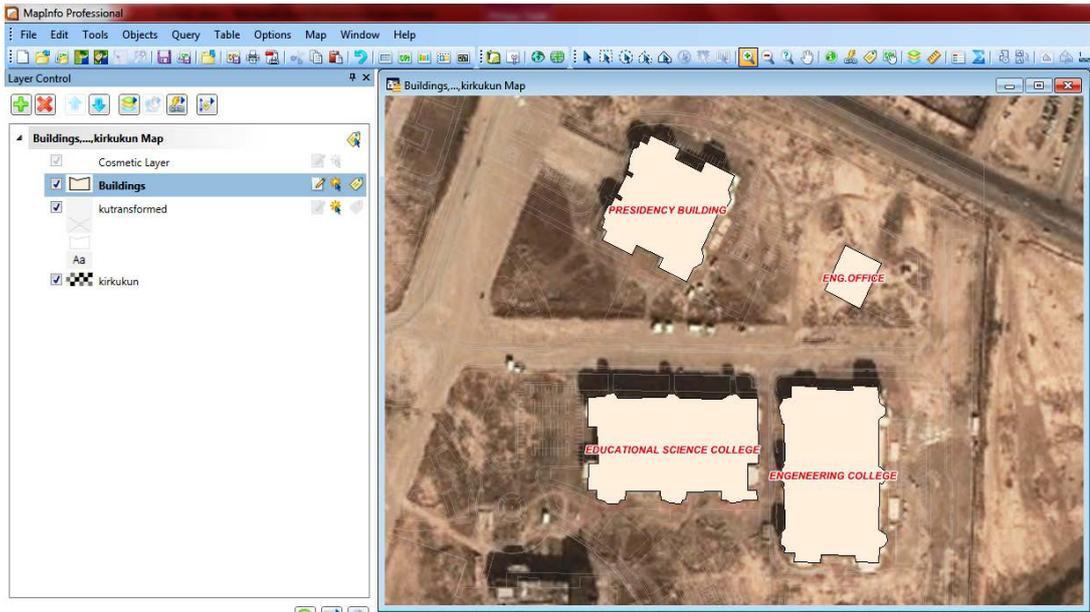 MapInfo Professional
File Edit Tools Objects Query Table Options Map Window Help
Layer Control
Buildings,...,kirkukun Map
Buildings,...,kirkukun Map
Cosmetic Layer
Buildings
kutransformed
Aa
kirkukun
PRESIDENCY BUILDING
ENG.OFFICE
EDUCATIONAL SCIENCE COLLEGE
ENGENEERING COLLEGE